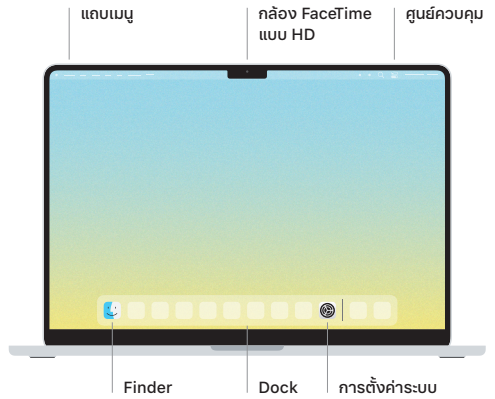 แถบเมนู
กล้อง FaceTime
แบบ HD
ศูนย์ควบคุม
Finder
Dock
การตั้งค่าระบบ